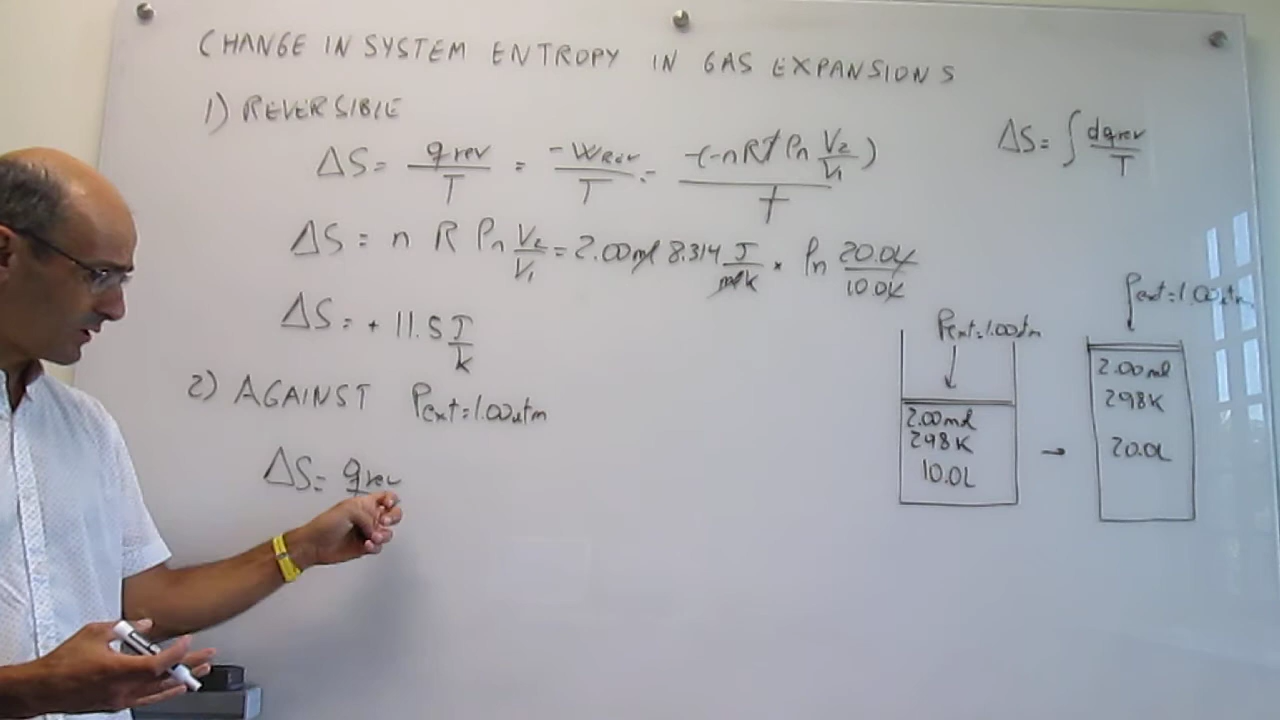 CHANGE IN SYSTEM ENTROPY IN GAS EXPANSIONS
1) REVERSIBLE
ΔS = q rev / T = -W Rev / T = -(-nRT ln V2/V1) / T
ΔS = ∫ dqrev / T
ΔS = n R ln V2/V1 = 2.00mol 8.314 J/molK · ln 20.0L/10.0L
ΔS = + 11.5 J/K
2) AGAINST Pext=1.00atm
ΔS = qrev
Pext=1.00atm
2.00mol
298K
10.0L
→
Pext=1.00atm
2.00mol
298K
20.0L